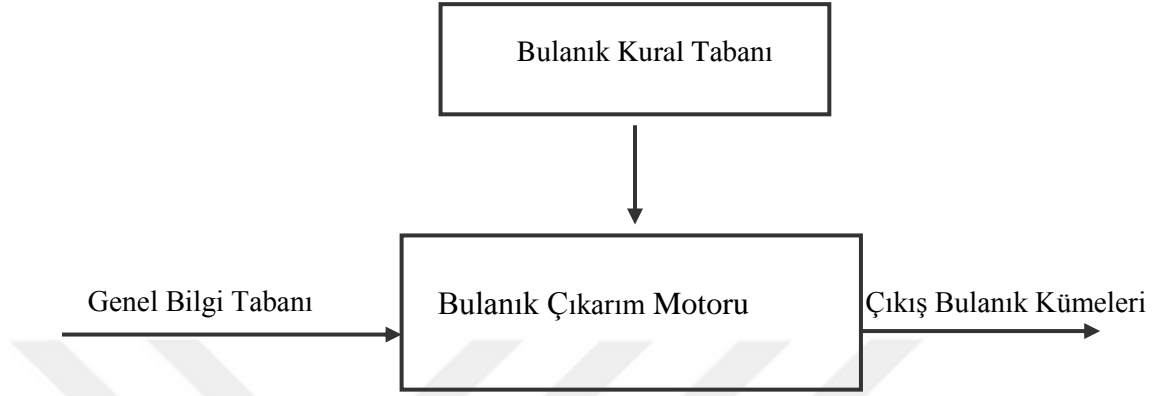 Bulanık Kural Tabanı
Genel Bilgi Tabanı
Bulanık Çıkarım Motoru
Çıkış Bulanık Kümeleri